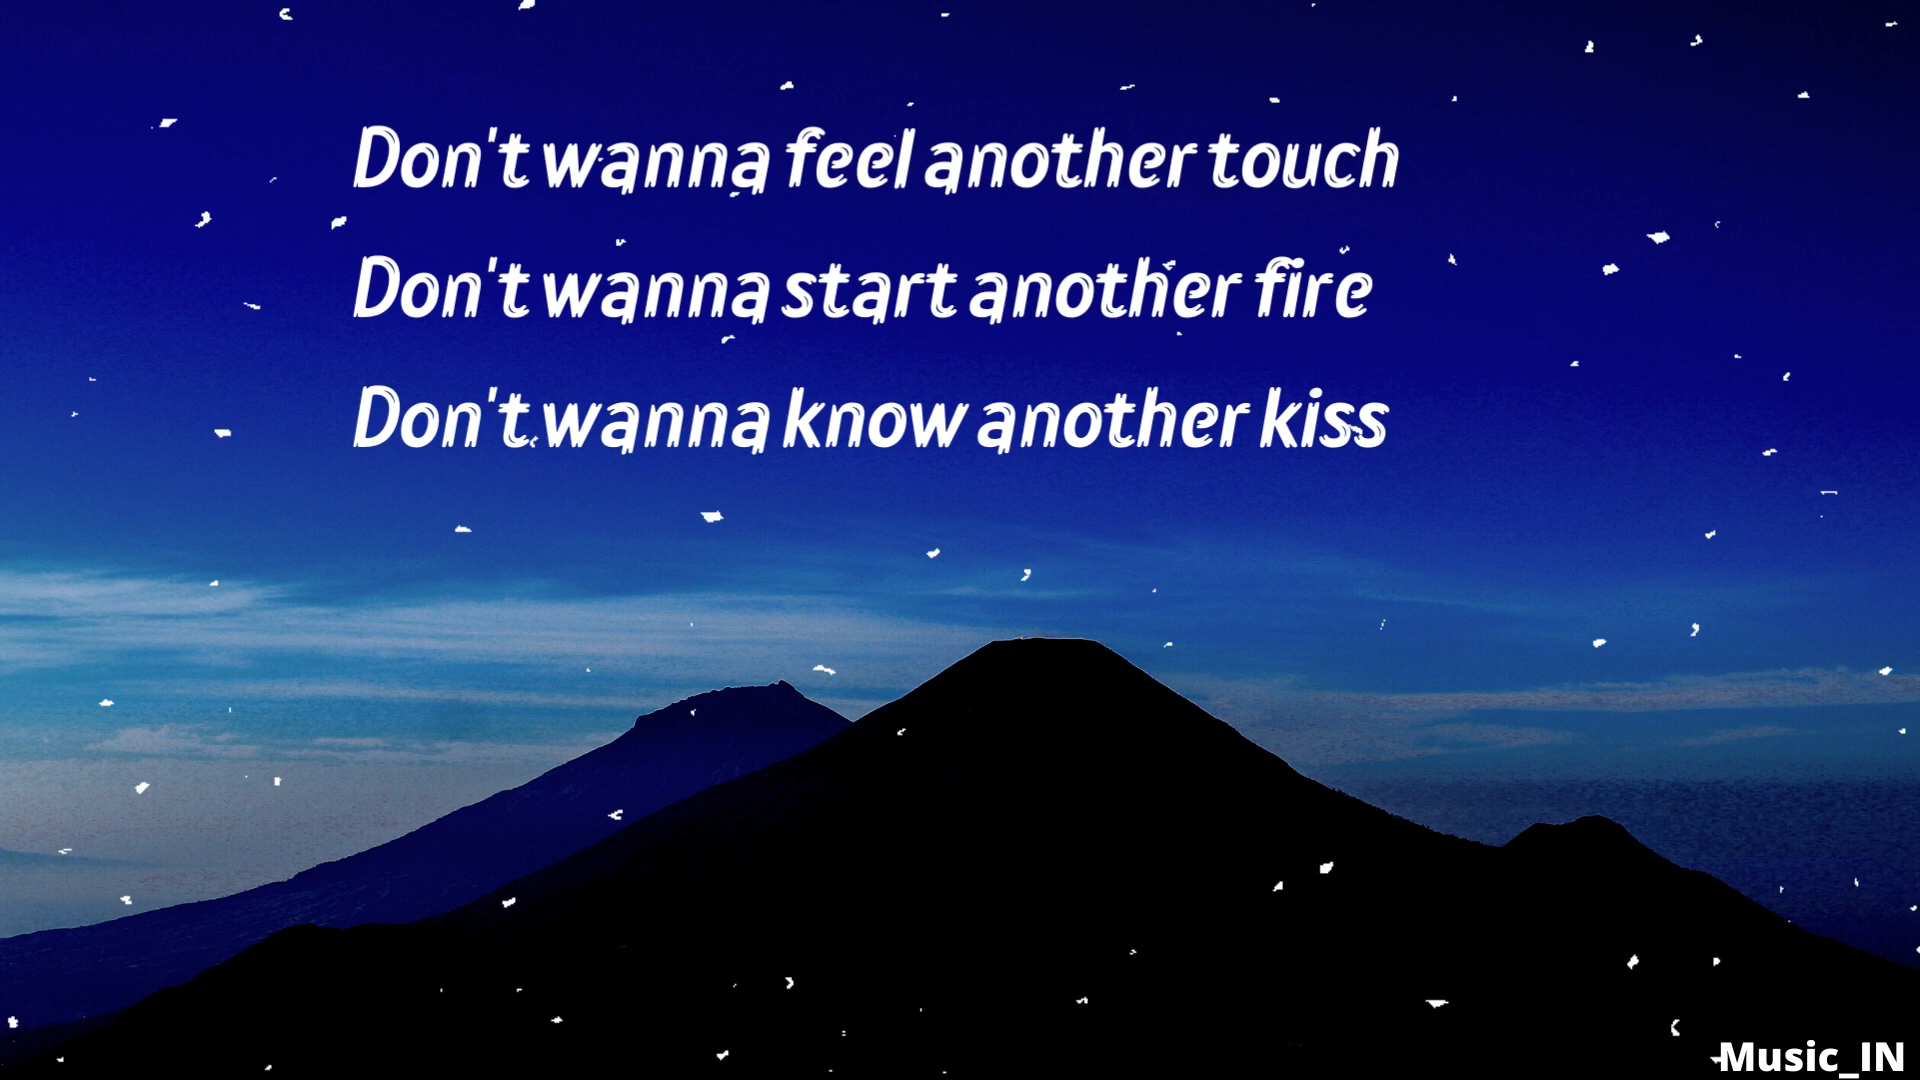 Don't wanna feel another touch
Don't wanna start another fire
Don't wanna know another kiss
Music_IN